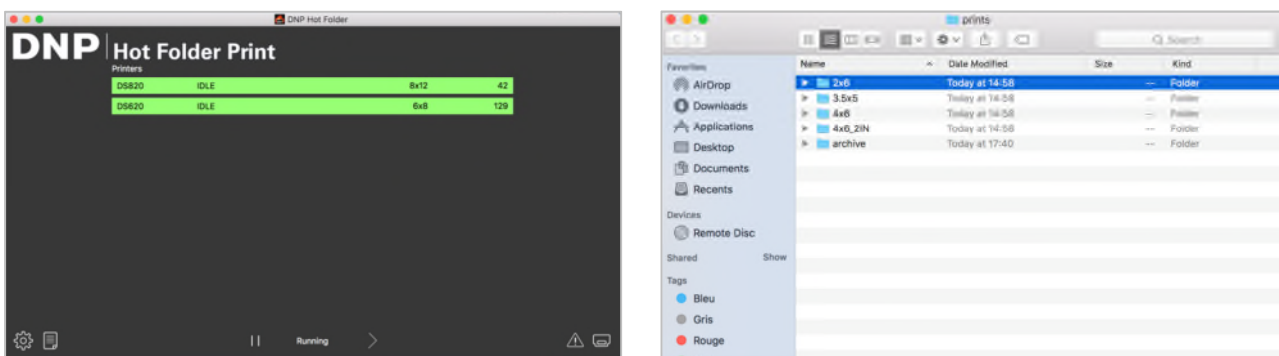 DNP Hot Folder
DNP Hot Folder Print
Printers
DS820 IDLE 8x12 42
DS620 IDLE 6x8 129
Running
prints
Search
Favorites
AirDrop
Downloads
Applications
Desktop
Documents
Recents
Devices
Remote Disc
Shared Show
Tags
Bleu
Gris
Rouge
Name Date Modified Size Kind
2x6 Today at 14:58 -- Folder
3.5x5 Today at 14:58 -- Folder
4x6 Today at 14:58 -- Folder
4x6_2IN Today at 14:58 -- Folder
archive Today at 17:40 -- Folder